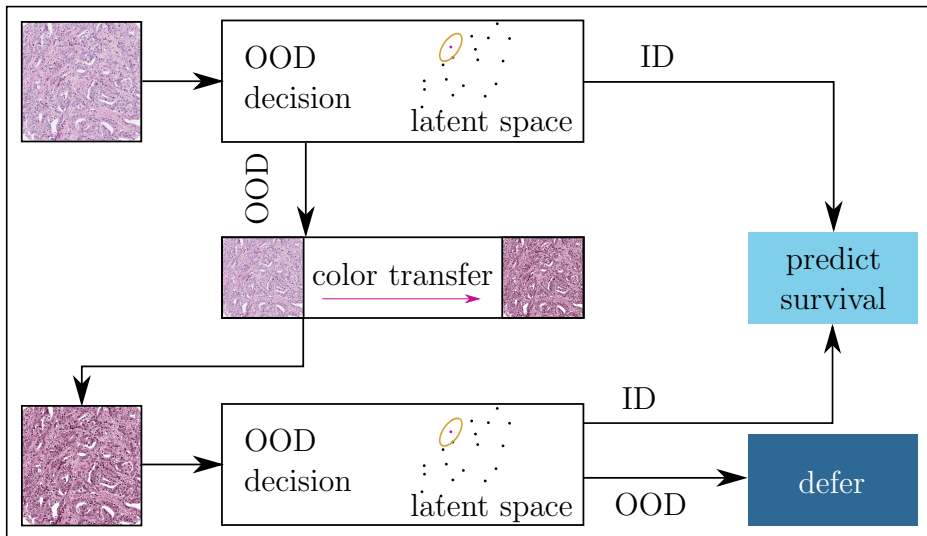 OOD
decision
latent space
ID
OOD
color transfer
predict
survival
OOD
decision
latent space
ID
OOD
defer